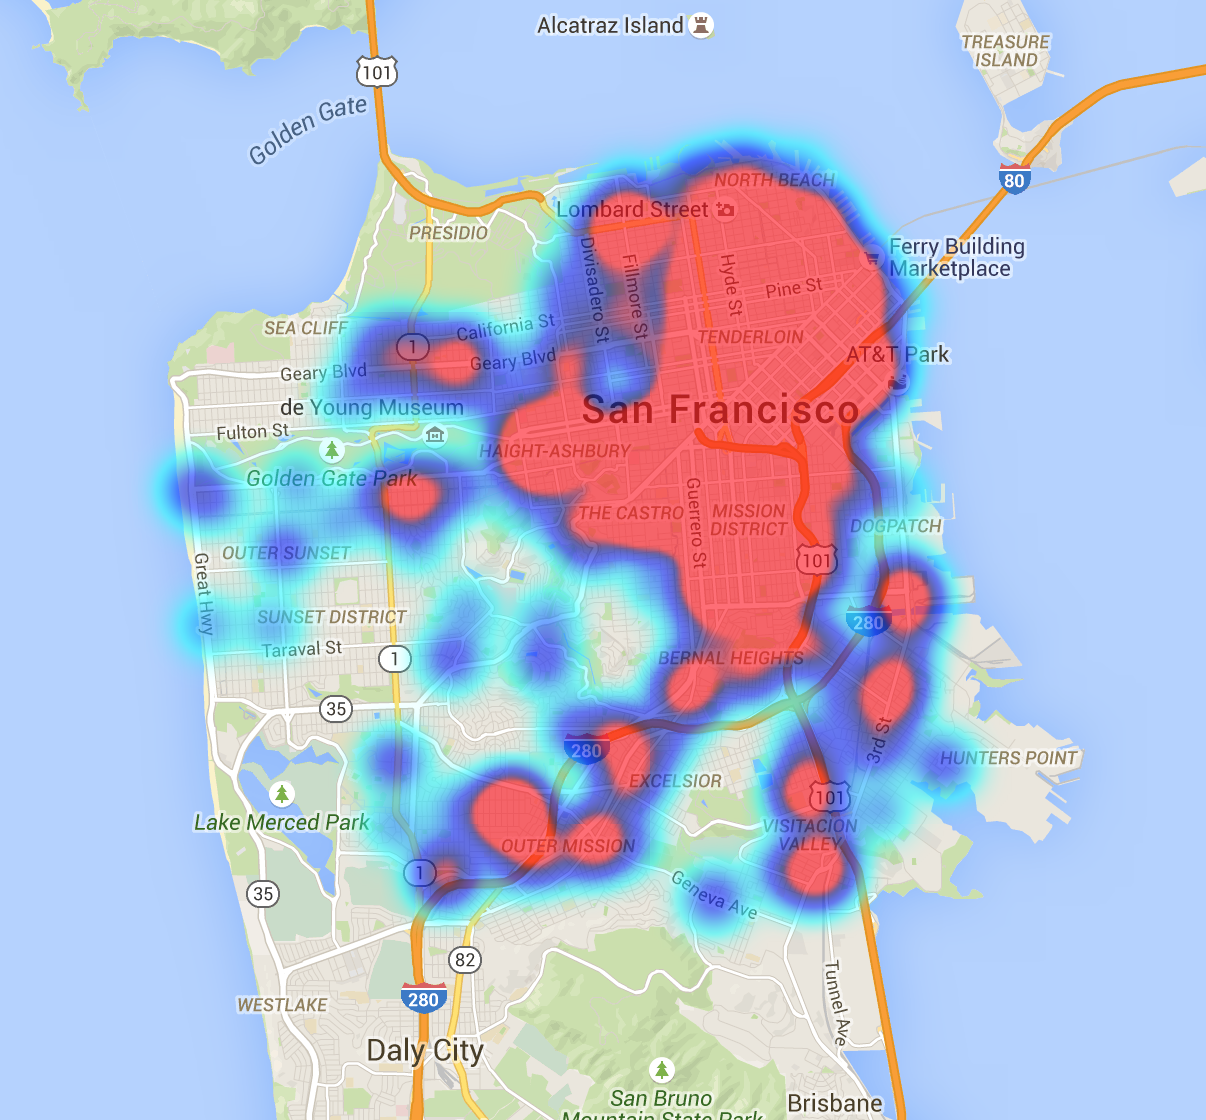 Alcatraz Island
TREASURE
ISLAND
101
Golden Gate
80
NORTH BEACH
Lombard Street
PRESIDIO
Ferry Building
Marketplace
Divisadero St
Fillmore St
Hyde St
Pine St
SEA CLIFF
California St
TENDERLOIN
1
Geary Blvd
Geary Blvd
AT&T Park
de Young Museum
San Francisco
Fulton St
HAIGHT-ASHBURY
Golden Gate Park
Guerrero St
THE CASTRO
MISSION
DISTRICT
DOGPATCH
OUTER SUNSET
101
Great Hwy
SUNSET DISTRICT
280
Taraval St
1
BERNAL HEIGHTS
35
280
3rd St
HUNTERS POINT
EXCELSIOR
101
Lake Merced Park
VISITACION
VALLEY
OUTER MISSION
1
35
Geneva Ave
82
Tunnel Ave
280
WESTLAKE
Daly City
San Bruno
Mountain State Park
Brisbane